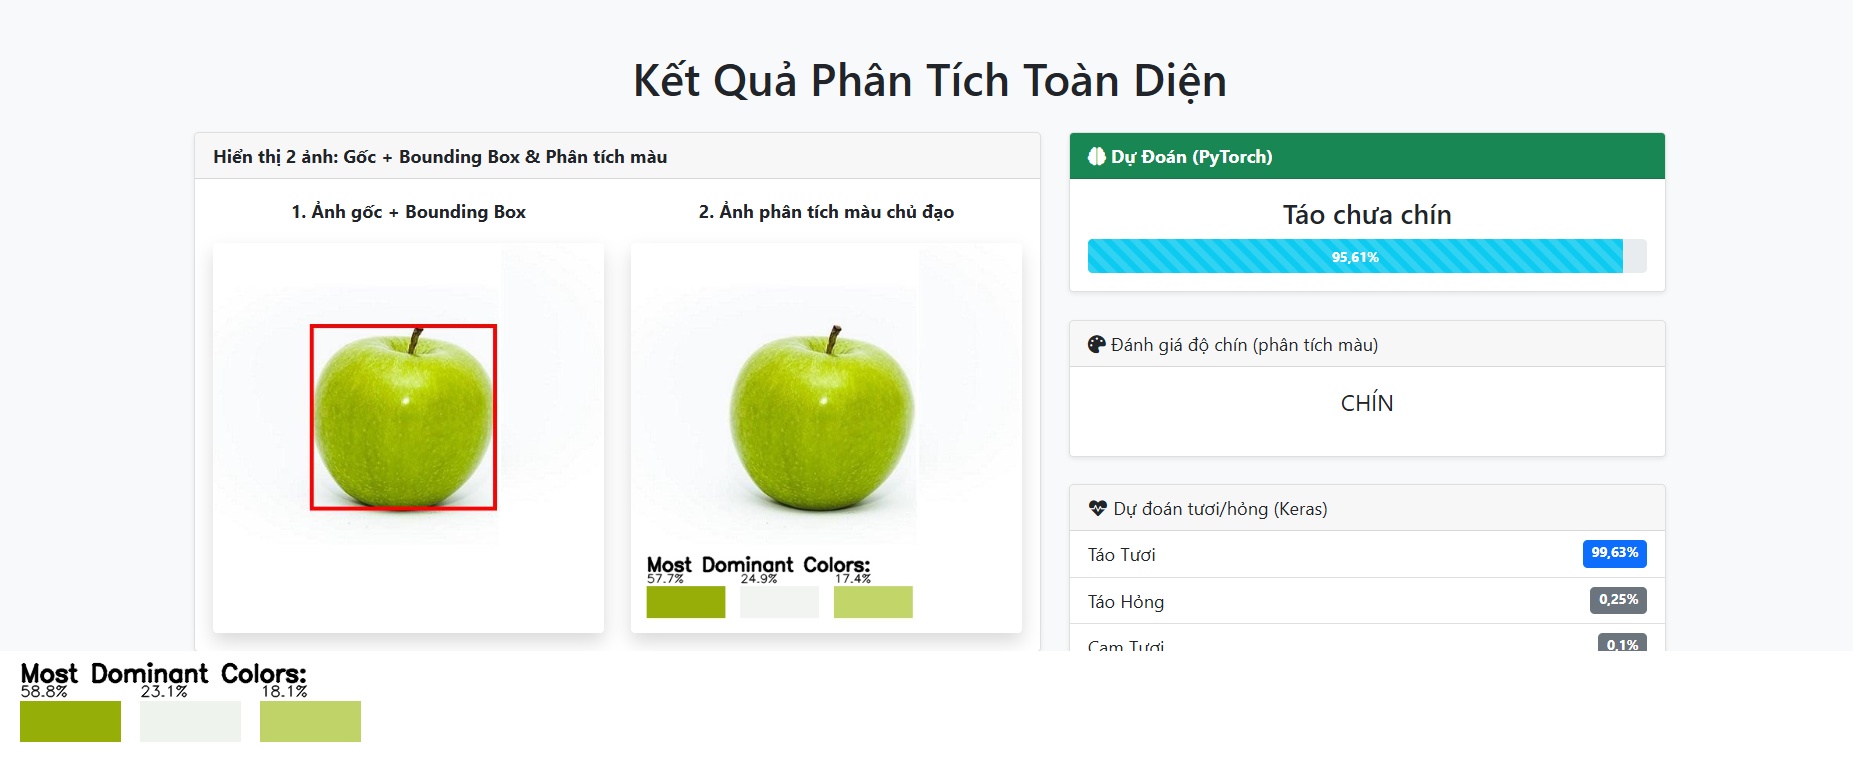 Kết Quả Phân Tích Toàn Diện
Hiển thị 2 ảnh: Gốc + Bounding Box & Phân tích màu
1. Ảnh gốc + Bounding Box
2. Ảnh phân tích màu chủ đạo
Most Dominant Colors:
57.7% 24.9% 17.4%
Dự Đoán (PyTorch)
Táo chưa chín
95,61%
Đánh giá độ chín (phân tích màu)
CHÍN
Dự đoán tươi/hỏng (Keras)
Táo Tươi 99,63%
Táo Hỏng 0,25%
Cam Tươi 0,1%
Most Dominant Colors:
58.8% 23.1% 18.1%